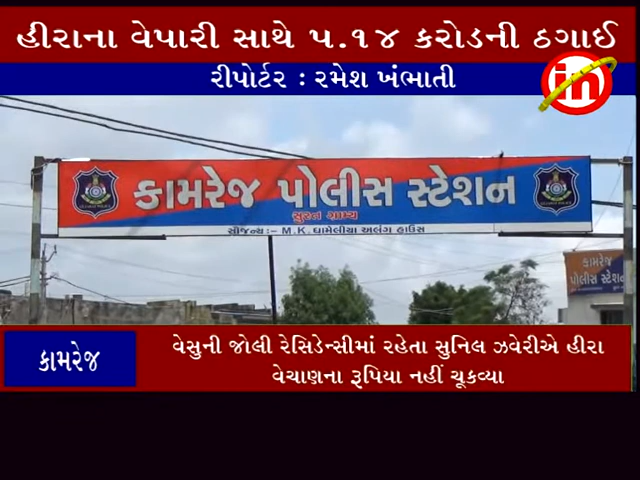 હીરાના વેપારી સાથે ૫.૧૪ કરોડની ઠગાઈ
રીપોર્ટર : રમેશ ખંભાતી
in
કામરેજ પોલીસ સ્ટેશન
સુરત ગ્રામ્ય
સૌજન્ય:- M.K. ધામેલીયા અલંગ હાઉસ
કામરેજ
પોલીસ સ્ટેશન
કામરેજ
વેસુની જોલી રેસિડેન્સીમાં રહેતા સુનિલ ઝવેરીએ હીરા
વેચાણના રૂપિયા નહીં ચૂકવ્યા